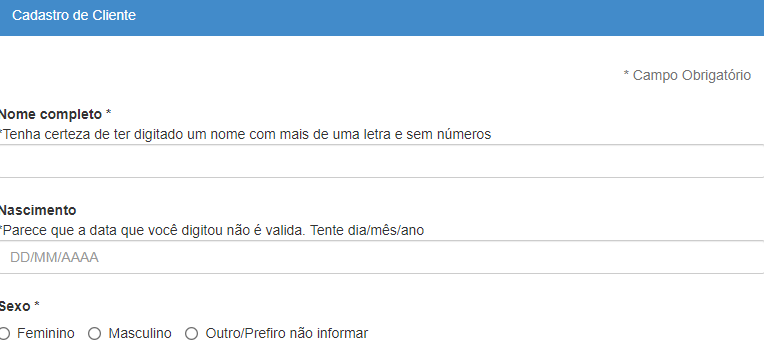 Cadastro de Cliente
* Campo Obrigatório
Nome completo *
*Tenha certeza de ter digitado um nome com mais de uma letra e sem números
Nascimento
*Parece que a data que você digitou não é valida. Tente dia/mês/ano
DD/MM/AAAA
Sexo *
Feminino Masculino Outro/Prefiro não informar